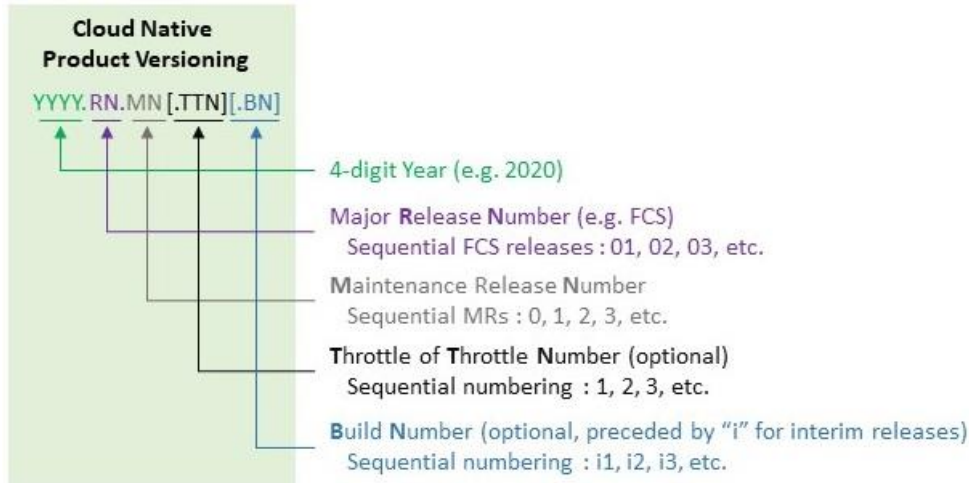 Cloud Native
Product Versioning
YYYY.RN.MN[.TTN][.BN]
4-digit Year (e.g. 2020)
Major Release Number (e.g. FCS)
Sequential FCS releases : 01, 02, 03, etc.
Maintenance Release Number
Sequential MRs : 0, 1, 2, 3, etc.
Throttle of Throttle Number (optional)
Sequential numbering : 1, 2, 3, etc.
Build Number (optional, preceded by “i” for interim releases)
Sequential numbering : i1, i2, i3, etc.